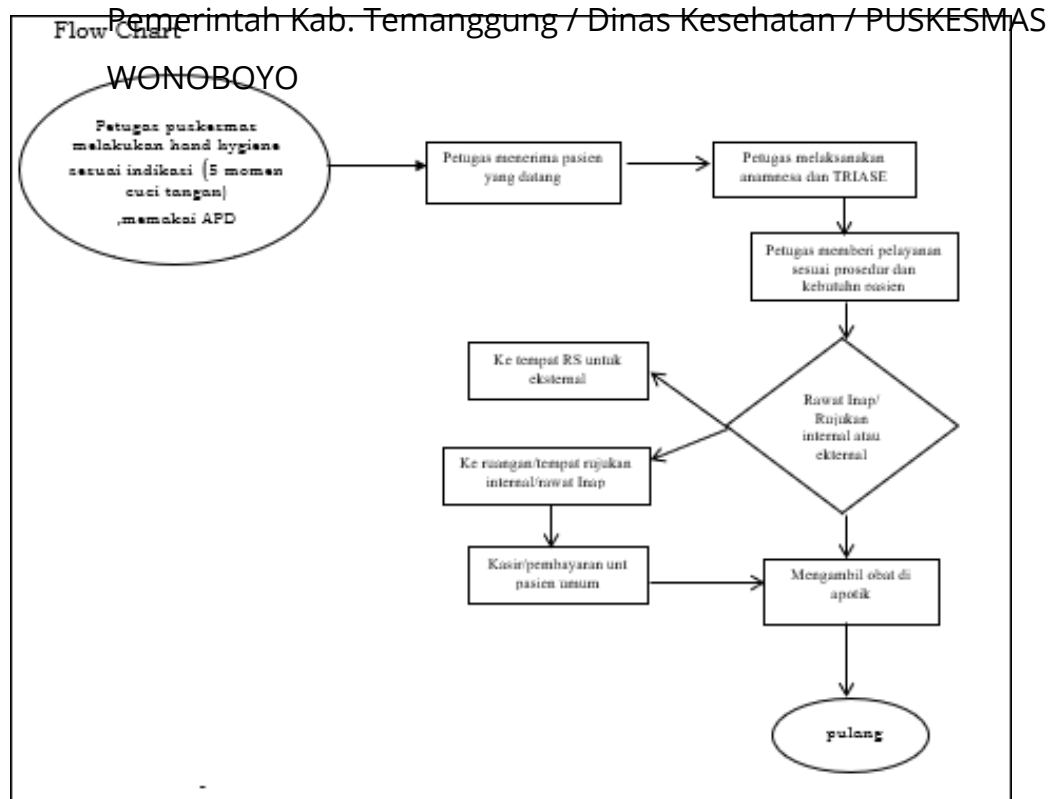 Pemerintah Kab. Temanggung / Dinas Kesehatan / PUSKESMAS
WONOBOYO
Flow Chart
Petugas puskesmas
melakukan hand hygiene
sesuai indikasi (5 momen
cuci tangan)
,memakai APD
Petugas menerima pasien
yang datang
Petugas melaksanakan
anamnesa dan TRIASE
Petugas memberi pelayanan
sesuai prosedur dan
kebutuhn pasien
Rawat Inap/
Rujukan
internal atau
ekternal
Ke tempat RS untuk
eksternal
Ke ruangan/tempat rujukan
internal/rawat Inap
Kasir/pembayaran unt
pasien umum
Mengambil obat di
apotik
pulang
-